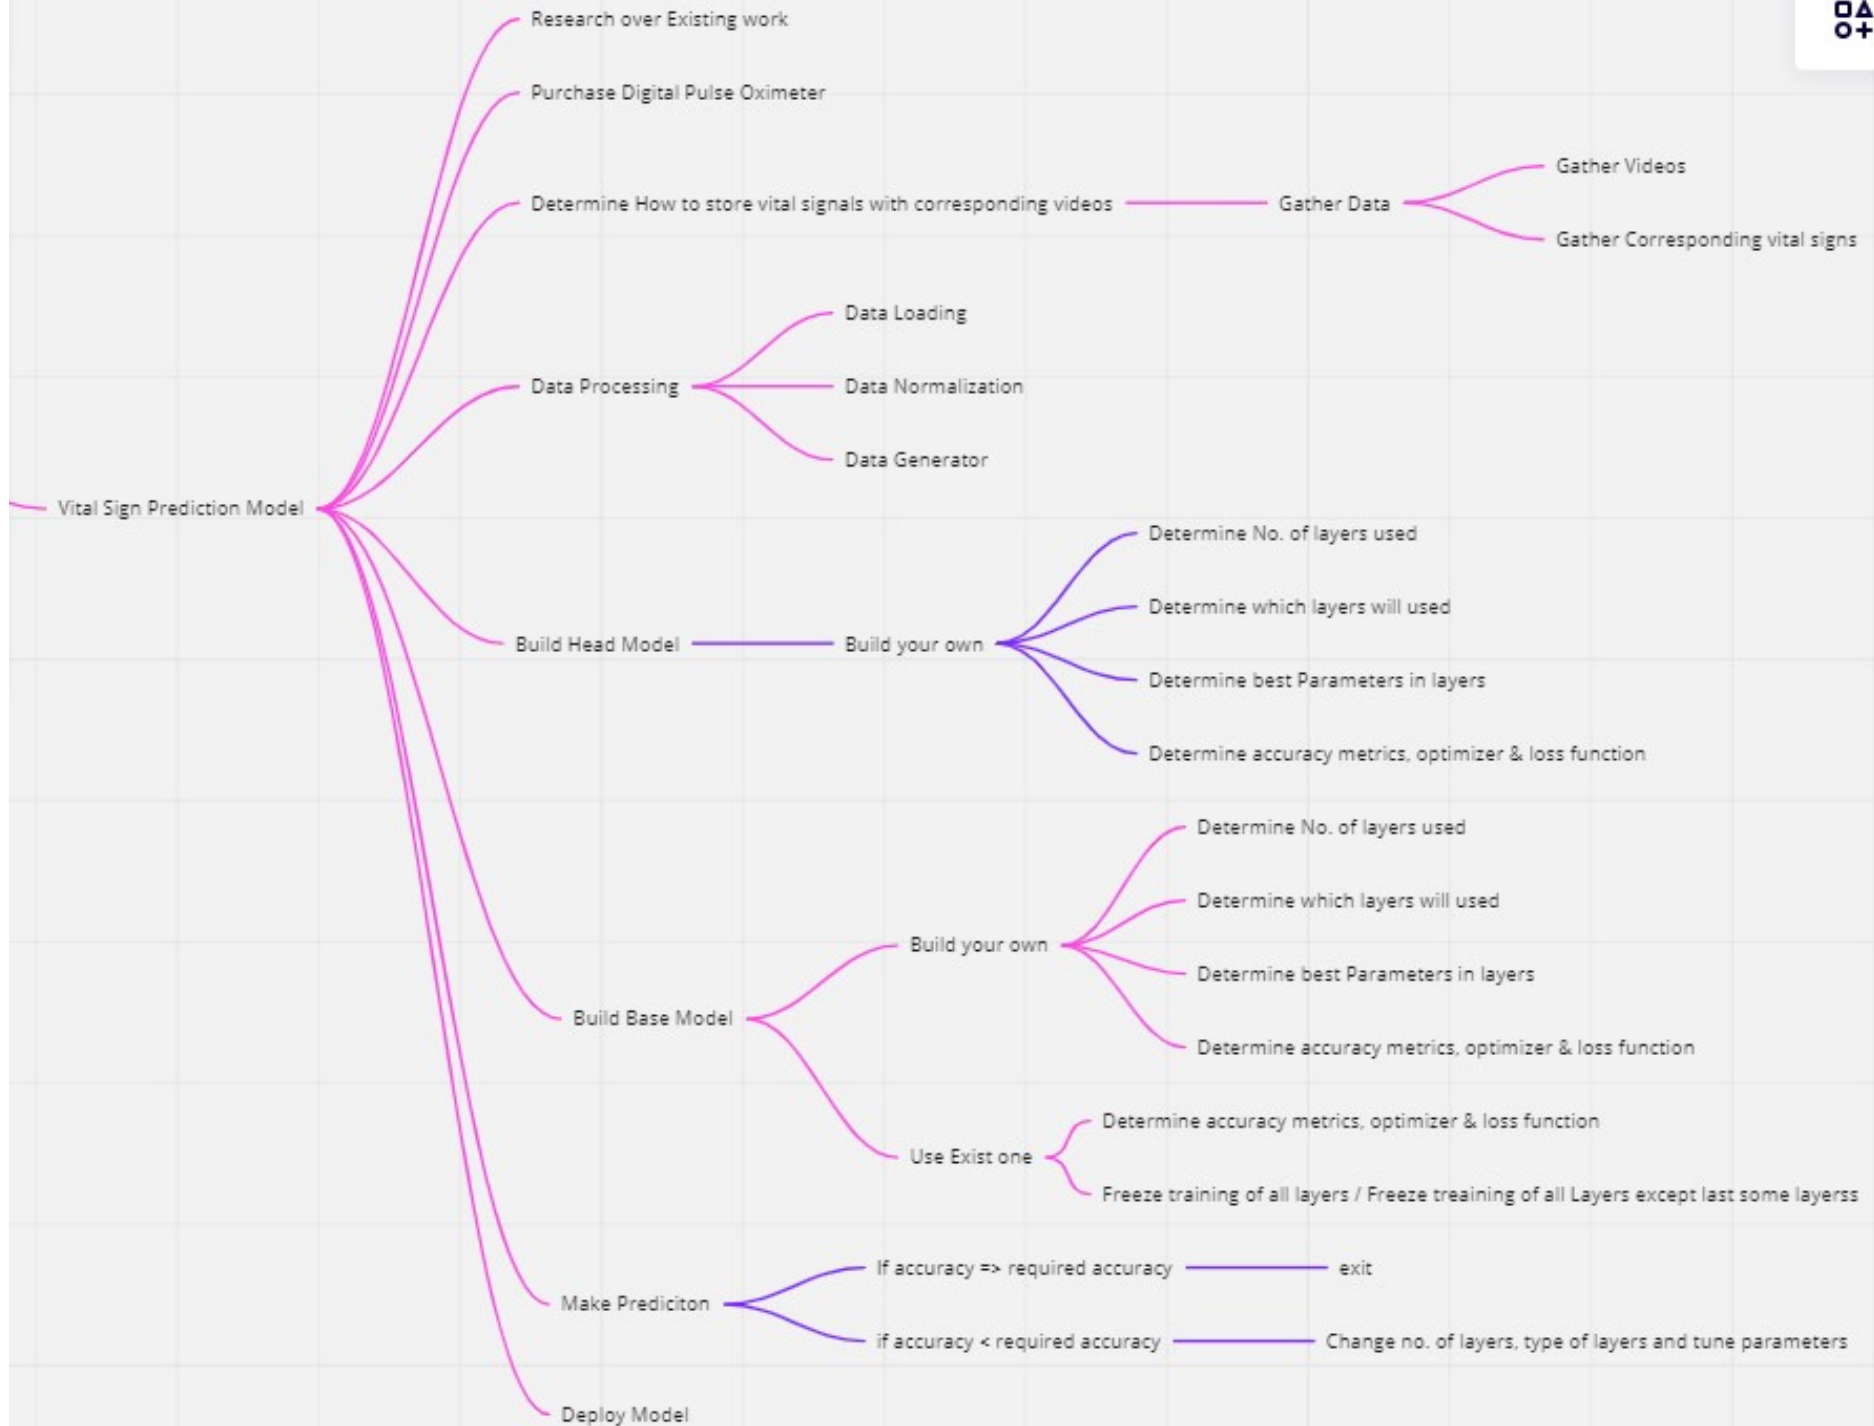 Research over Existing work
Purchase Digital Pulse Oximeter
Gather Videos
Determine How to store vital signals with corresponding videos
Gather Data
Gather Corresponding vital signs
Data Loading
Data Processing
Data Normalization
Data Generator
Vital Sign Prediction Model
Determine No. of layers used
Determine which layers will used
Build Head Model
Build your own
Determine best Parameters in layers
Determine accuracy metrics, optimizer & loss function
Determine No. of layers used
Determine which layers will used
Build your own
Determine best Parameters in layers
Build Base Model
Determine accuracy metrics, optimizer & loss function
Determine accuracy metrics, optimizer & loss function
Use Exist one
Freeze training of all layers / Freeze treaining of all Layers except last some layerss
If accuracy => required accuracy
exit
Make Prediciton
if accuracy < required accuracy
Change no. of layers, type of layers and tune parameters
Deploy Model